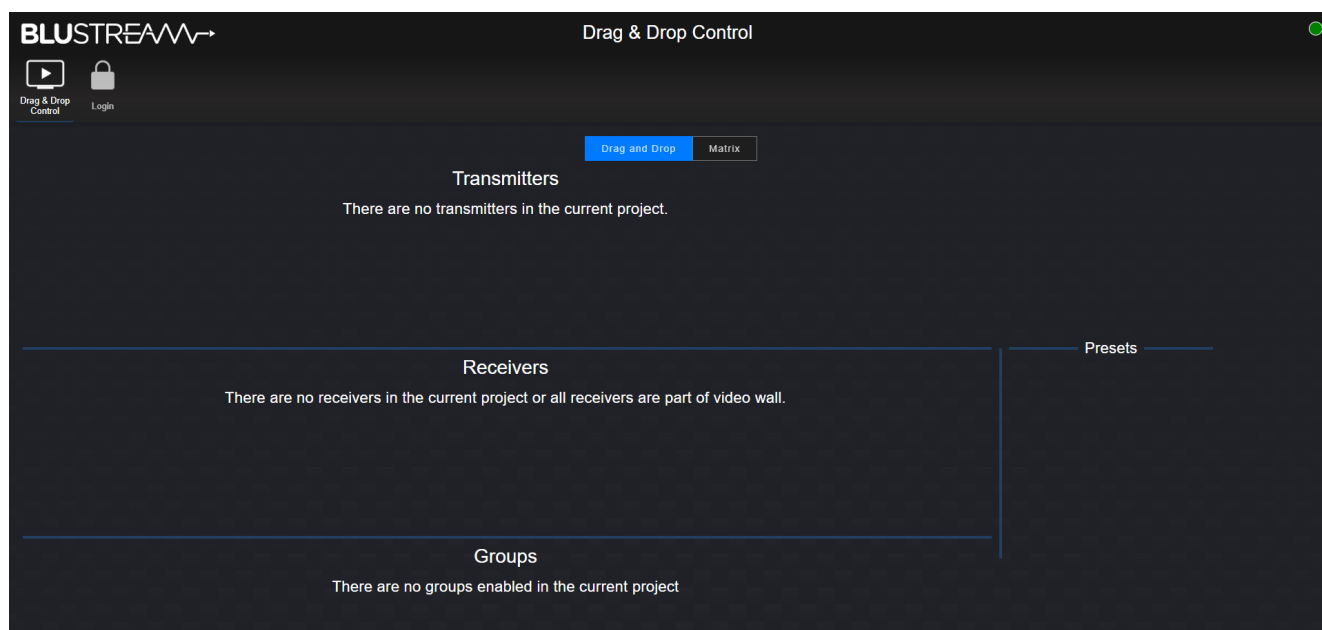 BLUSTREAM
Drag & Drop Control
Drag & Drop
Control
Login
Drag and Drop
Matrix
Transmitters
There are no transmitters in the current project.
Presets
Receivers
There are no receivers in the current project or all receivers are part of video wall.
Groups
There are no groups enabled in the current project